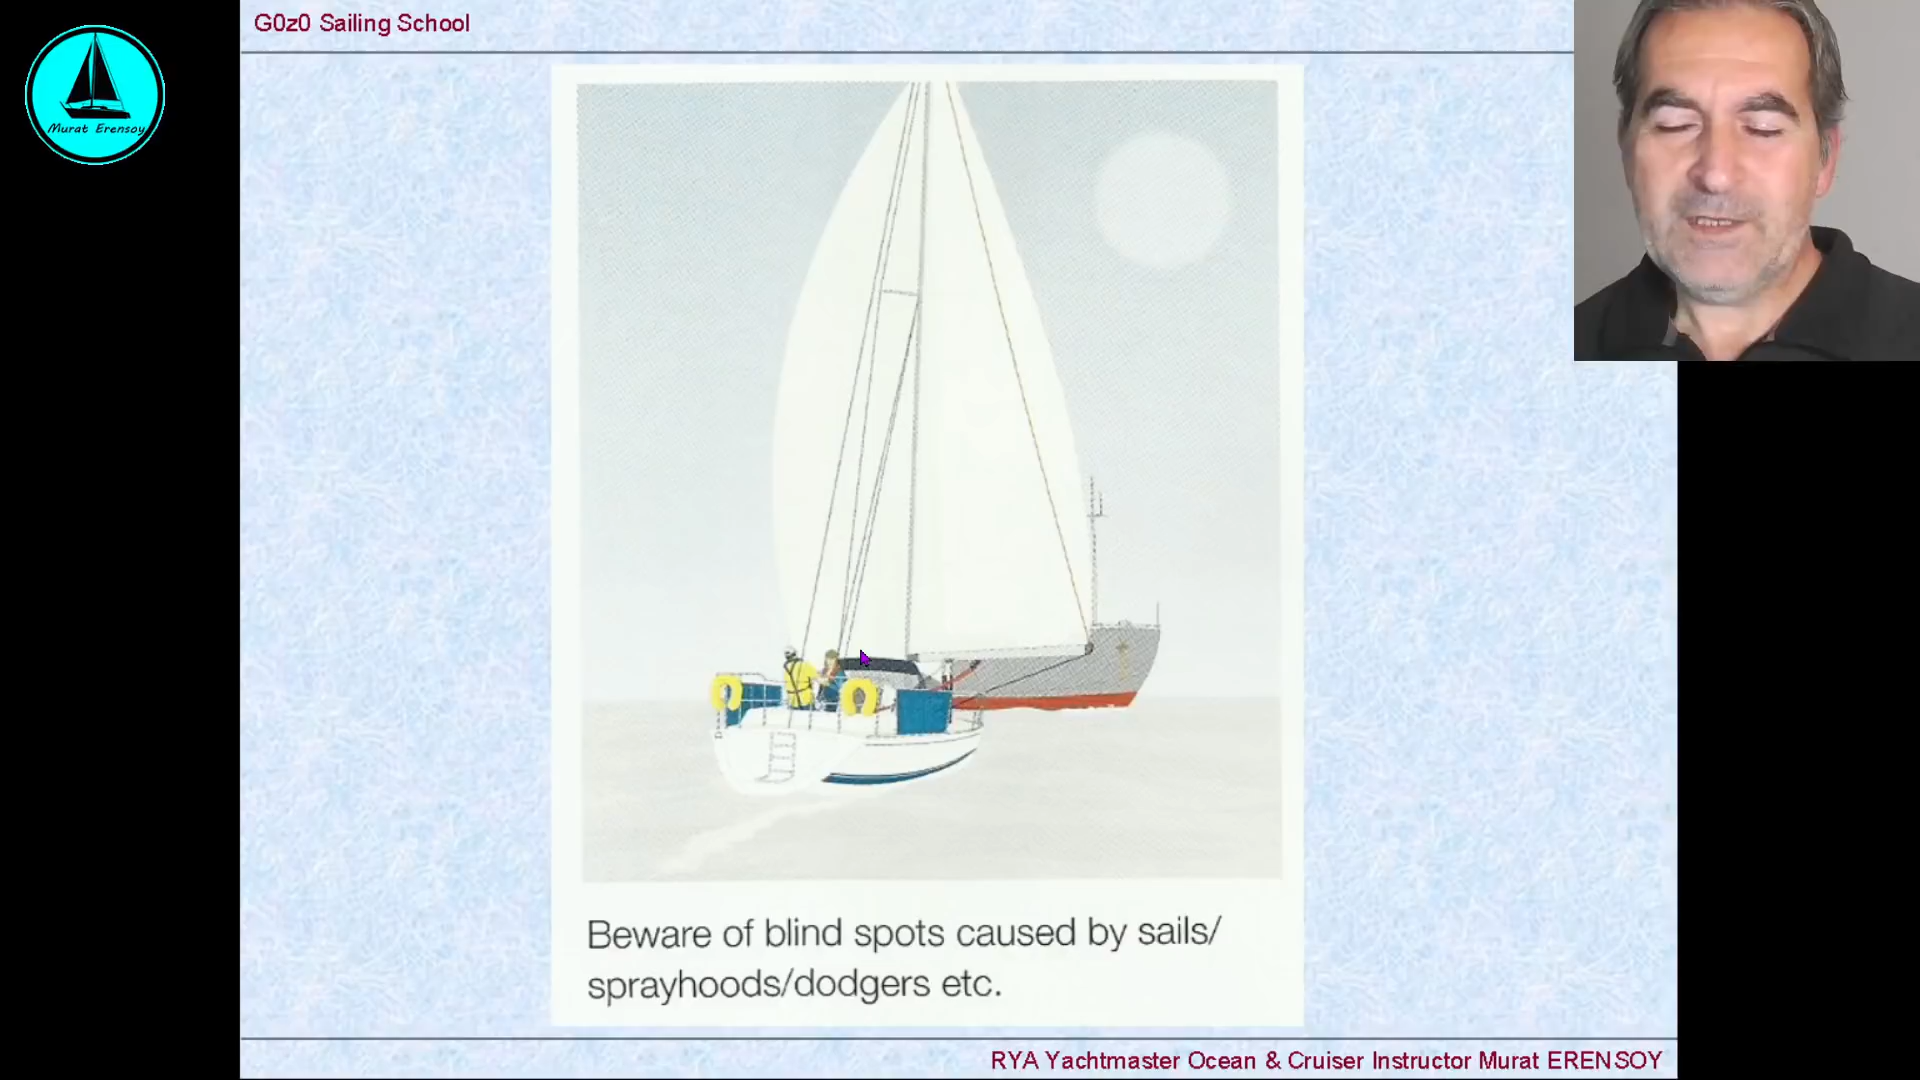 G0z0 Sailing School
Murat Erensoy
Beware of blind spots caused by sails/
sprayhoods/dodgers etc.
RYA Yachtmaster Ocean & Cruiser Instructor Murat ERENSOY